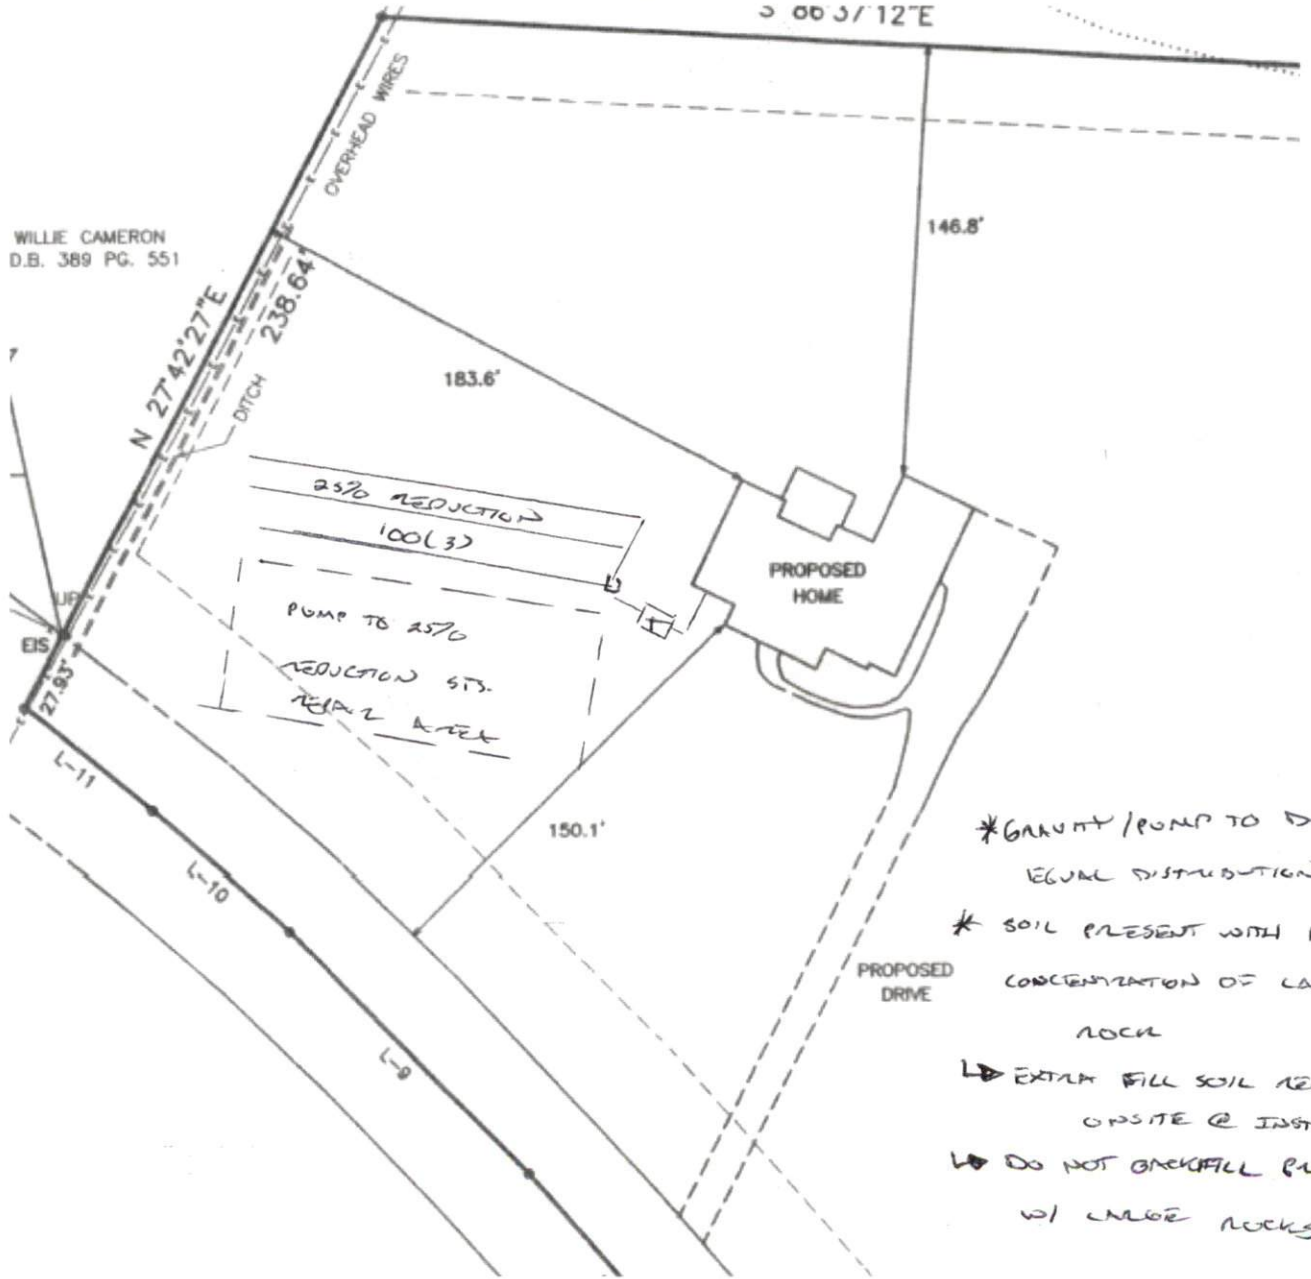 S 86°37'12"E
OVERHEAD WIRES
WILLIE CAMERON
D.B. 389 PG. 551
146.8'
N 27°42'27"E
238.64'
DITCH
183.6'
25% REDUCTION
100(3)
PROPOSED
HOME
UP
EIS
27.93'
PUMP TO 25%
REDUCTION SYS.
REPAIR AREA
L-11
150.1'
L-10
L-9
PROPOSED
DRIVE
*GRAVITY/PUMP TO D
EQUAL DISTRIBUTION
* SOIL PRESENT WITH
CONCENTRATION OF LA
ROCK
EXTRA FILL SOIL RE
ONSITE @ INST
DO NOT BACKFILL
W/ LARGE ROCKS